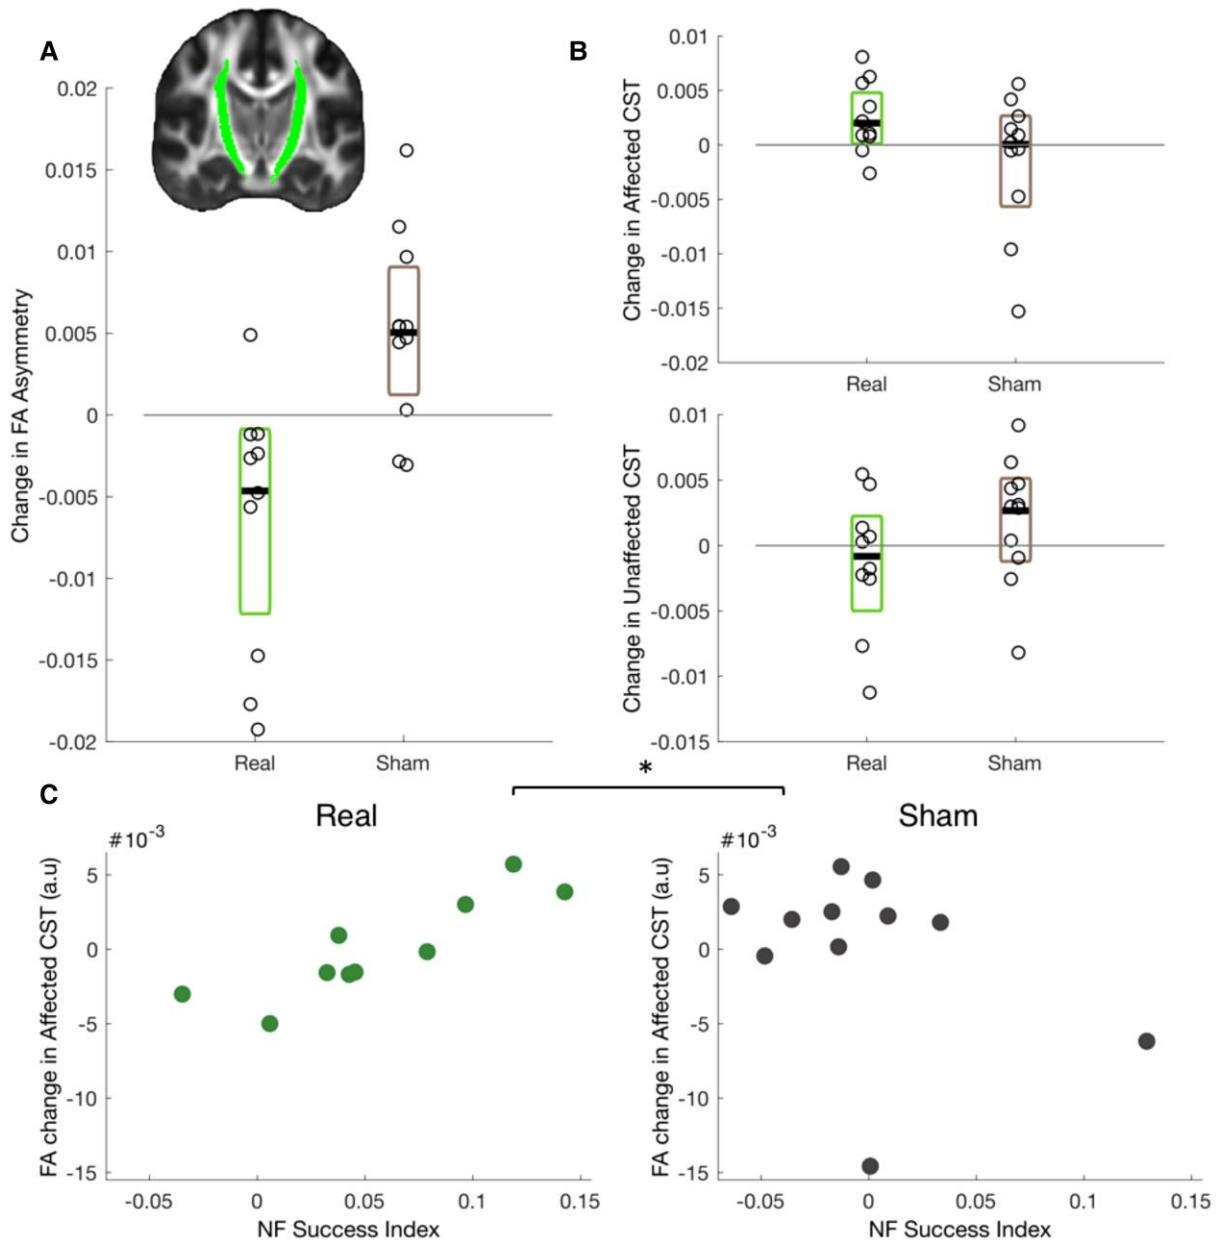 A
Change in FA Asymmetry
0.02
0.015
0.01
0.005
0
-0.005
-0.01
-0.015
-0.02
Real Sham
B
Change in Affected CST
0.01
0.005
0
-0.005
-0.01
-0.015
-0.02
Real Sham
Change in Unaffected CST
0.01
0.005
0
-0.005
-0.01
-0.015
Real Sham
*
C
Real
#10-3
FA change in Affected CST (a.u)
5
0
-5
-10
-15
-0.05 0 0.05 0.1 0.15
NF Success Index
Sham
#10-3
FA change in Affected CST (a.u)
5
0
-5
-10
-15
-0.05 0 0.05 0.1 0.15
NF Success Index